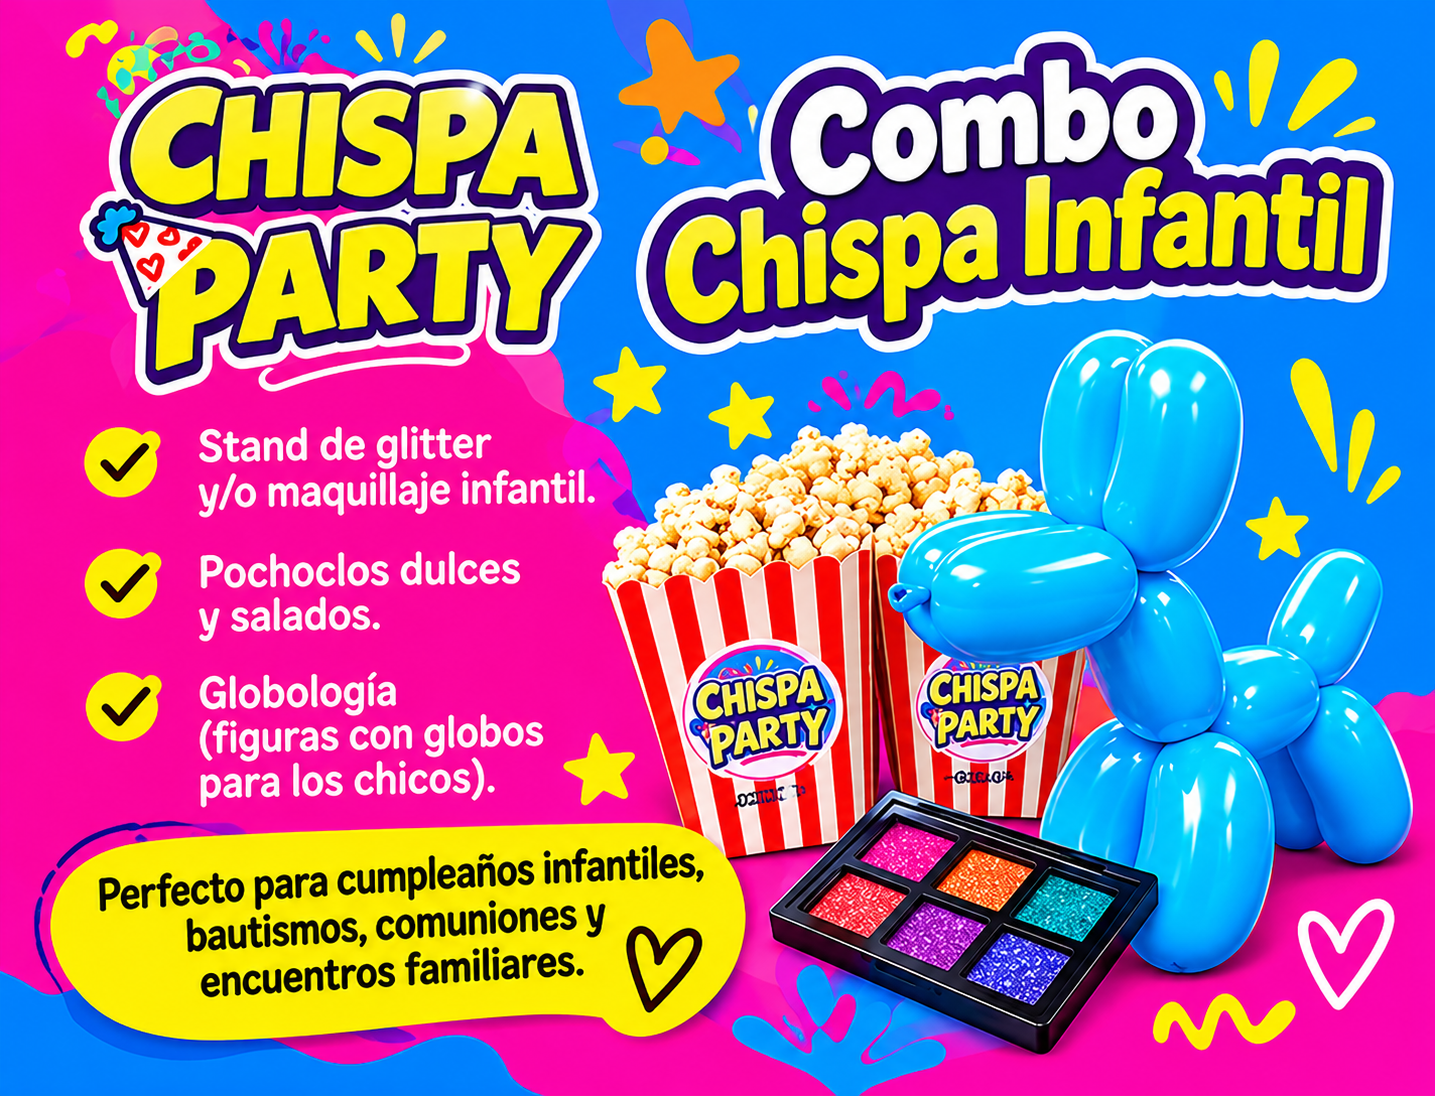 CHISPA
PARTY
Combo
Chispa Infantil
Stand de glitter
y/o maquillaje infantil.
Pochoclos dulces
y salados.
Globología
(figuras con globos
para los chicos).
Perfecto para cumpleaños infantiles,
bautismos, comuniones y
encuentros familiares.
CHISPA
PARTY
CHISPA
PARTY